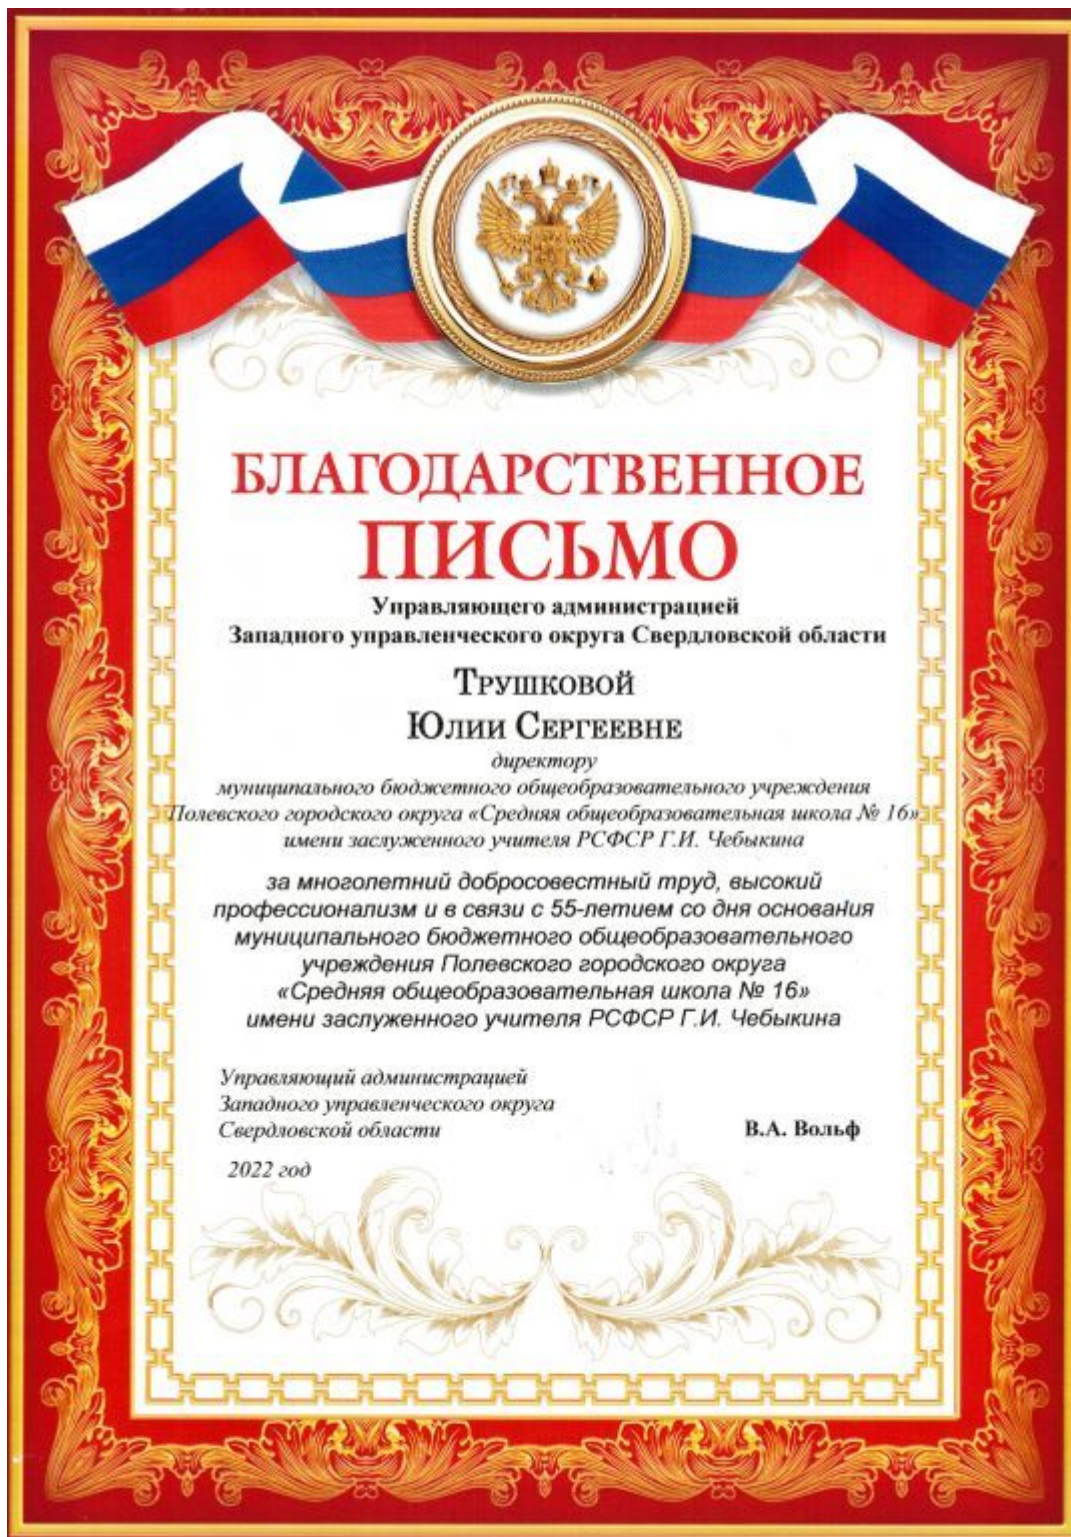 БЛАГОДАРСТВЕННОЕ
ПИСЬМО
Управляющего администрацией
Западного управленческого округа Свердловской области
ТРУШКОВОЙ
ЮЛИИ СЕРГЕЕВНЕ
директору
муниципального бюджетного общеобразовательного учреждения
Полевского городского округа «Средняя общеобразовательная школа № 16»
имени заслуженного учителя РСФСР Г.И. Чебыкина
за многолетний добросовестный труд, высокий
профессионализм и в связи с 55-летием со дня основания
муниципального бюджетного общеобразовательного
учреждения Полевского городского округа
«Средняя общеобразовательная школа № 16»
имени заслуженного учителя РСФСР Г.И. Чебыкина
Управляющий администрацией
Западного управленческого округа
Свердловской области
В.А. Вольф
2022 год